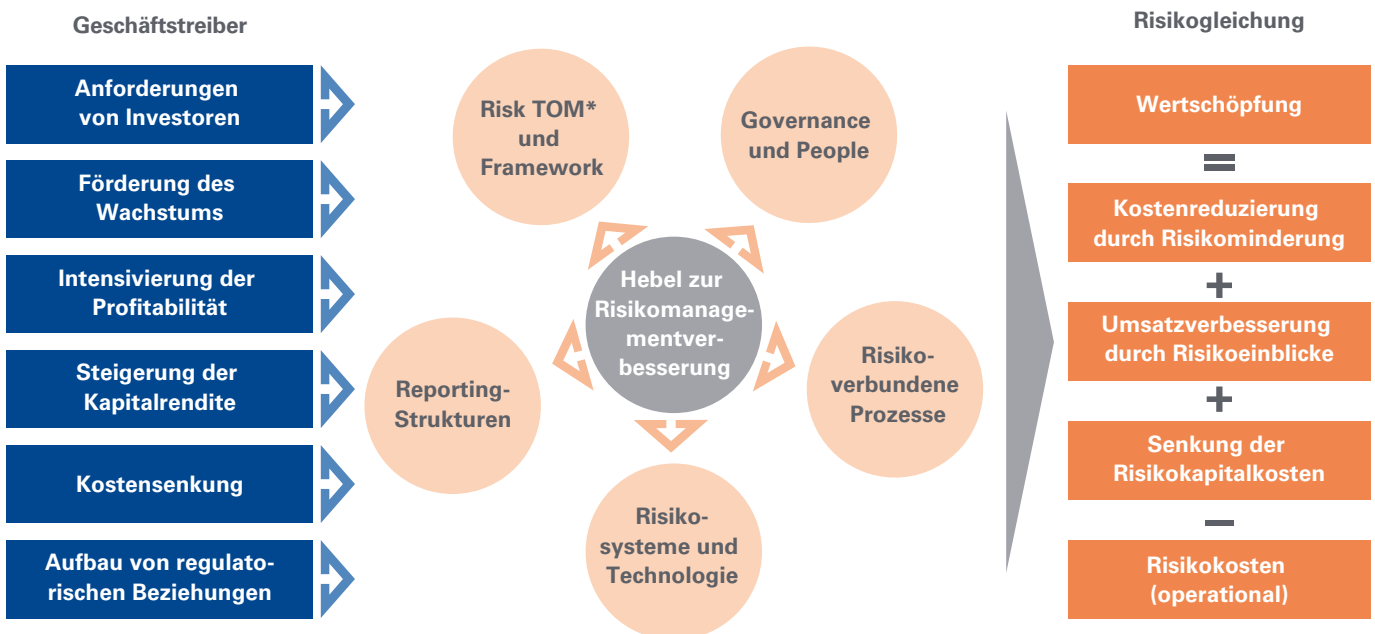 Geschäftstreiber
Anforderungen
von Investoren
Förderung des
Wachstums
Intensivierung der
Profitabilität
Steigerung der
Kapitalrendite
Kostensenkung
Aufbau von regulato-
rischen Beziehungen
Risk TOM*
und
Framework
Governance
und People
Hebel zur
Risikomanage-
mentver-
besserung
Reporting-
Strukturen
Risiko-
verbundene
Prozesse
Risiko-
systeme und
Technologie
Risikogleichung
Wertschöpfung
=
Kostenreduzierung
durch Risikominderung
+
Umsatzverbesserung
durch Risikoeinblicke
+
Senkung der
Risikokapitalkosten
–
Risikokosten
(operational)